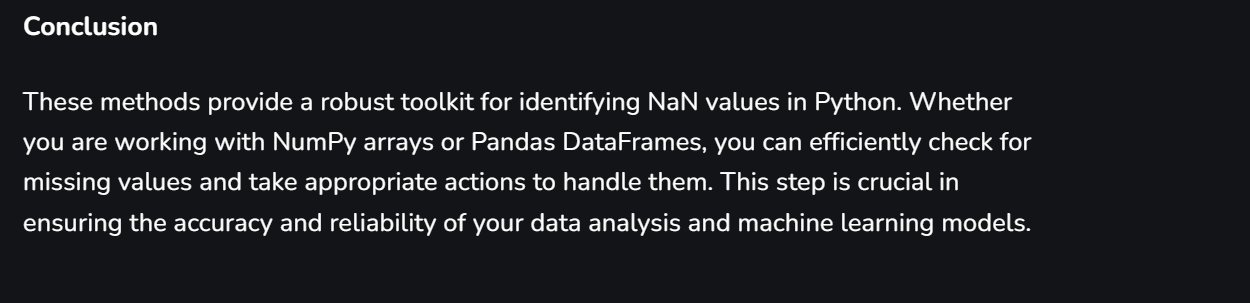 Conclusion
These methods provide a robust toolkit for identifying NaN values in Python. Whether
you are working with NumPy arrays or Pandas DataFrames, you can efficiently check for
missing values and take appropriate actions to handle them. This step is crucial in
ensuring the accuracy and reliability of your data analysis and machine learning models.